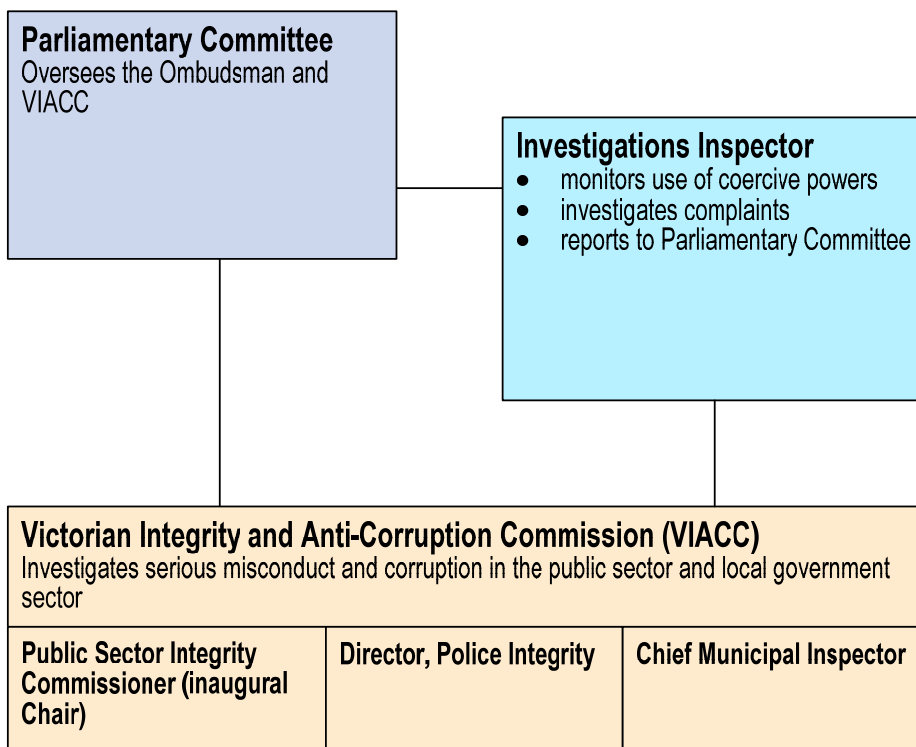 Parliamentary Committee
Oversees the Ombudsman and
VIACC
Investigations Inspector
• monitors use of coercive powers
• investigates complaints
• reports to Parliamentary Committee
Victorian Integrity and Anti-Corruption Commission (VIACC)
Investigates serious misconduct and corruption in the public sector and local government
sector
Public Sector Integrity
Commissioner (inaugural
Chair)
Director, Police Integrity
Chief Municipal Inspector